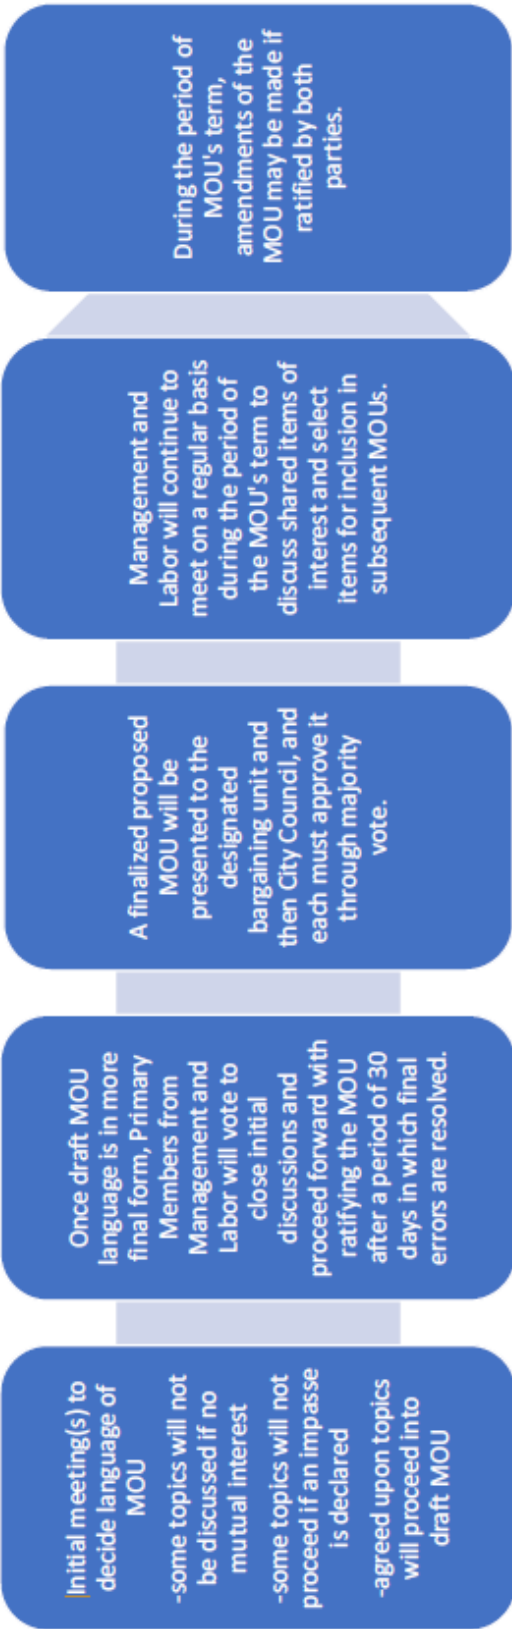 Initial meeting(s) to
decide language of
MOU
-some topics will not
be discussed if no
mutual interest
-some topics will not
proceed if an impasse
is declared
-agreed upon topics
will proceed into
draft MOU
Once draft MOU
language is in more
final form, Primary
Members from
Management and
Labor will vote to
close initial
discussions and
proceed forward with
ratifying the MOU
after a period of 30
days in which final
errors are resolved.
A finalized proposed
MOU will be
presented to the
designated
bargaining unit and
then City Council, and
each must approve it
through majority
vote.
Management and
Labor will continue to
meet on a regular basis
during the period of
the MOU's term to
discuss shared items of
interest and select
items for inclusion in
subsequent MOUs.
During the period of
MOU's term,
amendments of the
MOU may be made if
ratified by both
parties.